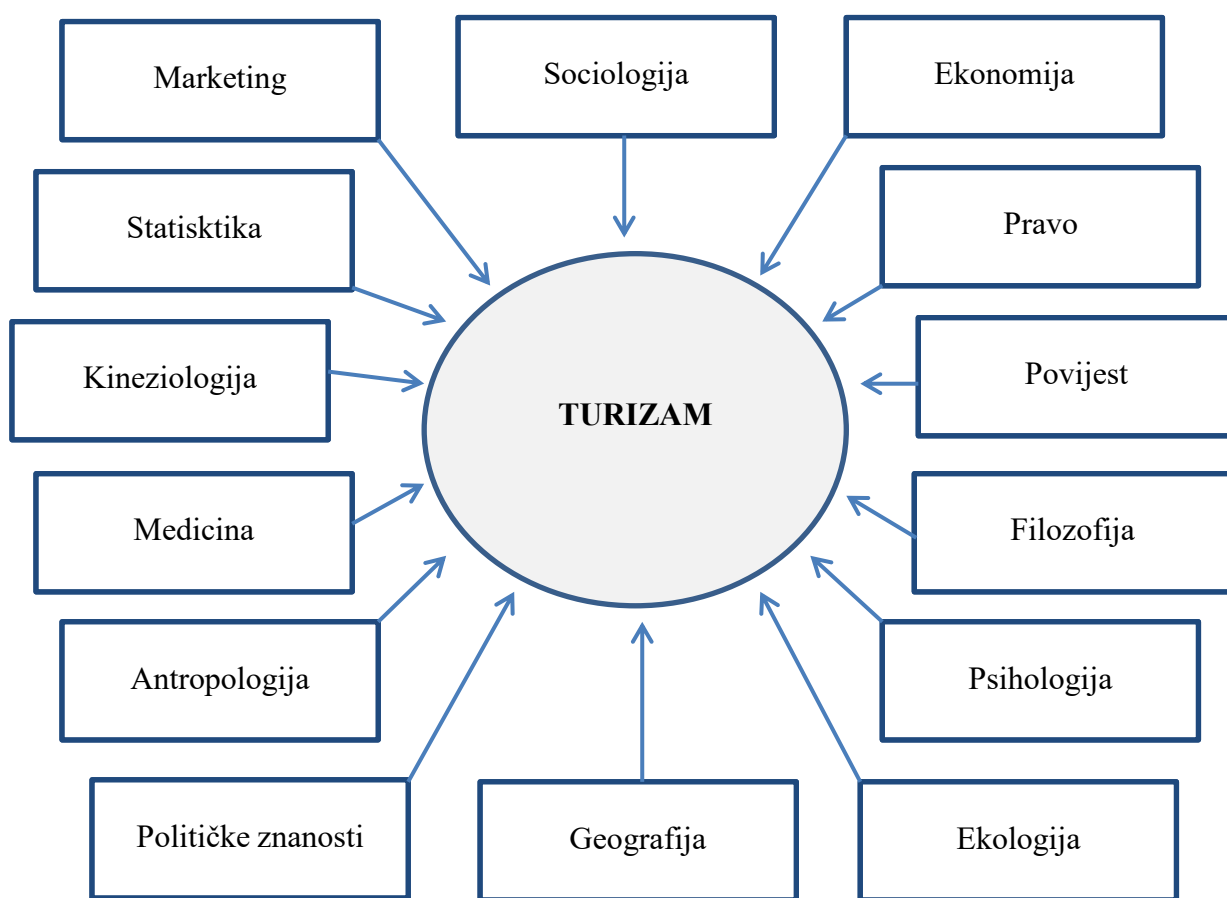 Marketing
Sociologija
Ekonomija
Statisktika
Pravo
Kineziologija
Povijest
TURIZAM
Medicina
Filozofija
Antropologija
Psihologija
Političke znanosti
Geografija
Ekologija